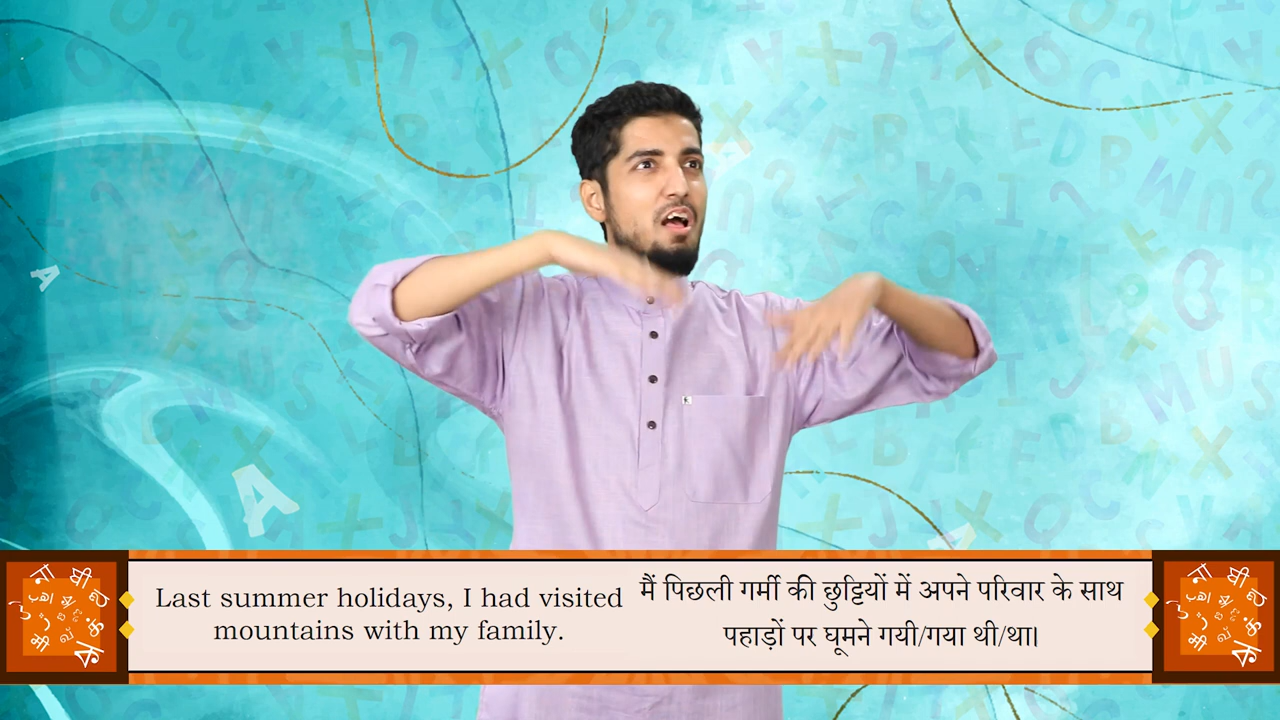 Last summer holidays, I had visited
mountains with my family.
मैं पिछली गर्मी की छुट्टियों में अपने परिवार के साथ
पहाड़ों पर घूमने गयी/गया थी/था।